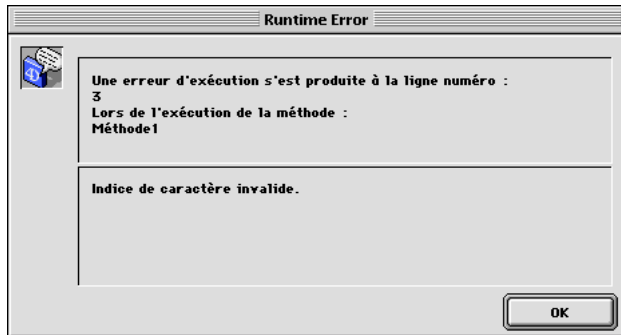 Runtime Error
4D
Une erreur d'exécution s'est produite à la ligne numéro :
3
Lors de l'exécution de la méthode :
Méthode1
Indice de caractère invalide.
OK